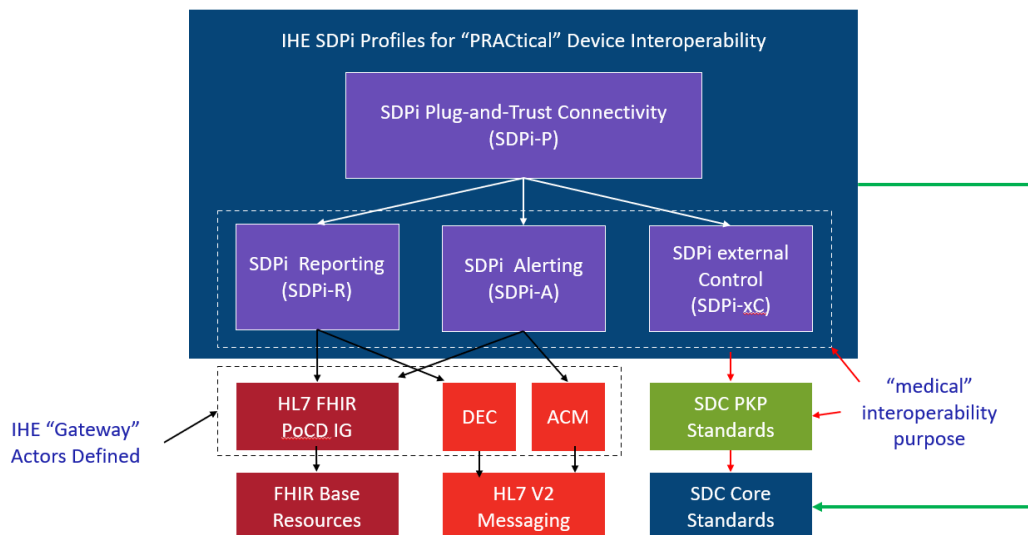 IHE SDPi Profiles for “PRACtical” Device Interoperability
SDPi Plug-and-Trust Connectivity
(SDPi-P)
SDPi Reporting
(SDPi-R)
SDPi Alerting
(SDPi-A)
SDPi external
Control
(SDPi-xC)
IHE “Gateway”
Actors Defined
HL7 FHIR
PoCD IG
DEC
ACM
SDC PKP
Standards
“medical”
interoperability
purpose
FHIR Base
Resources
HL7 V2
Messaging
SDC Core
Standards